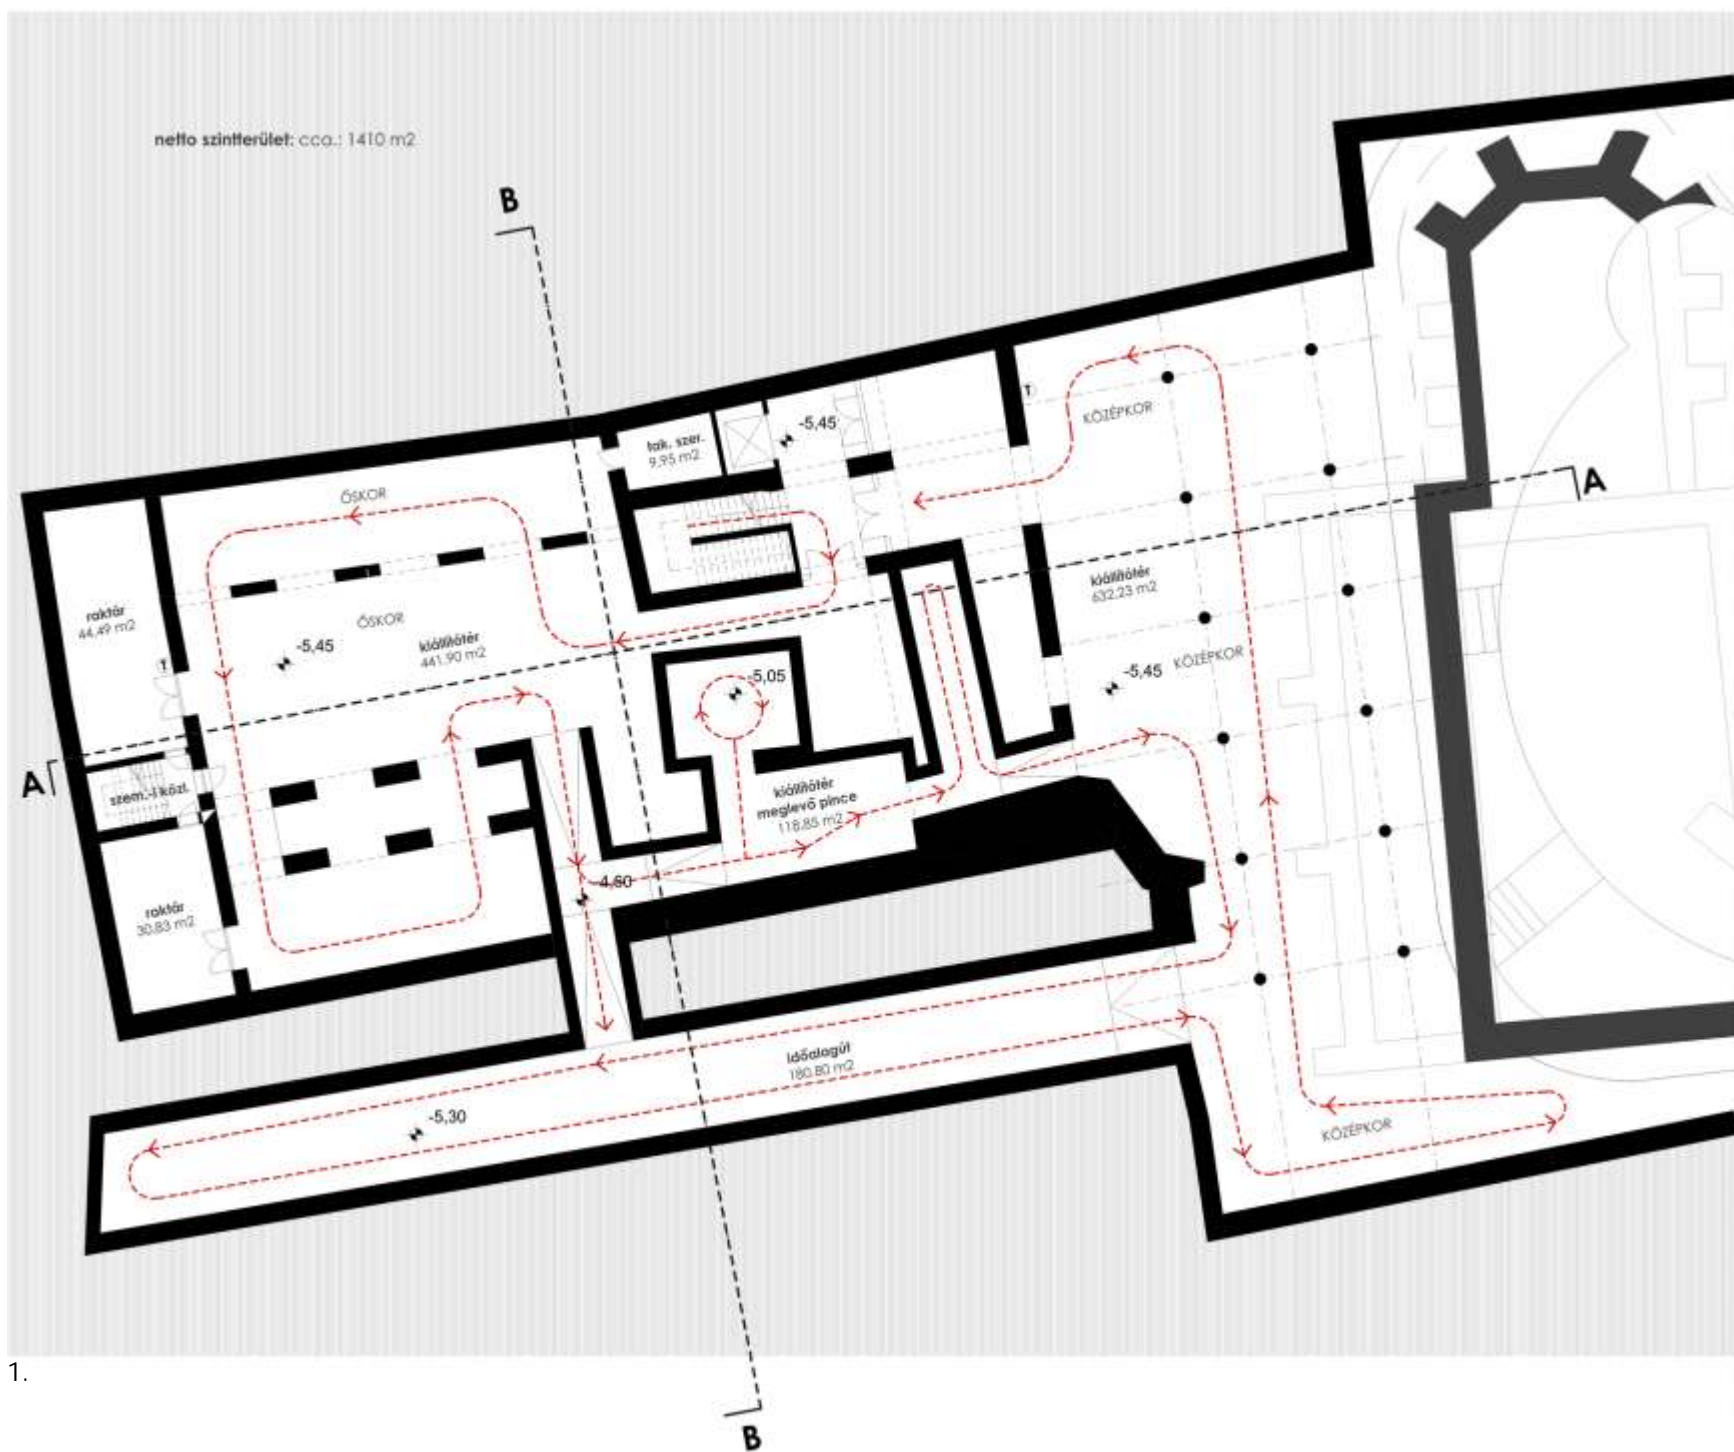 netto szintterület: cca.: 1410 m2
B
-5,45
tak. szer.
9,95 m2
T
KÖZÉPKOR
ŐSKOR
A
kiállítótér
632,23 m2
raktár
44,49 m2
ŐSKOR
-5,45
kiállítótér
441,90 m2
T
KÖZÉPKOR
-5,45
-5,05
A
szem.-i közl.
kiállítótér
meglevő pince
118,85 m2
-4,60
raktár
30,83 m2
Időalagút
180,80 m2
-5,30
KÖZÉPKOR
1.
B